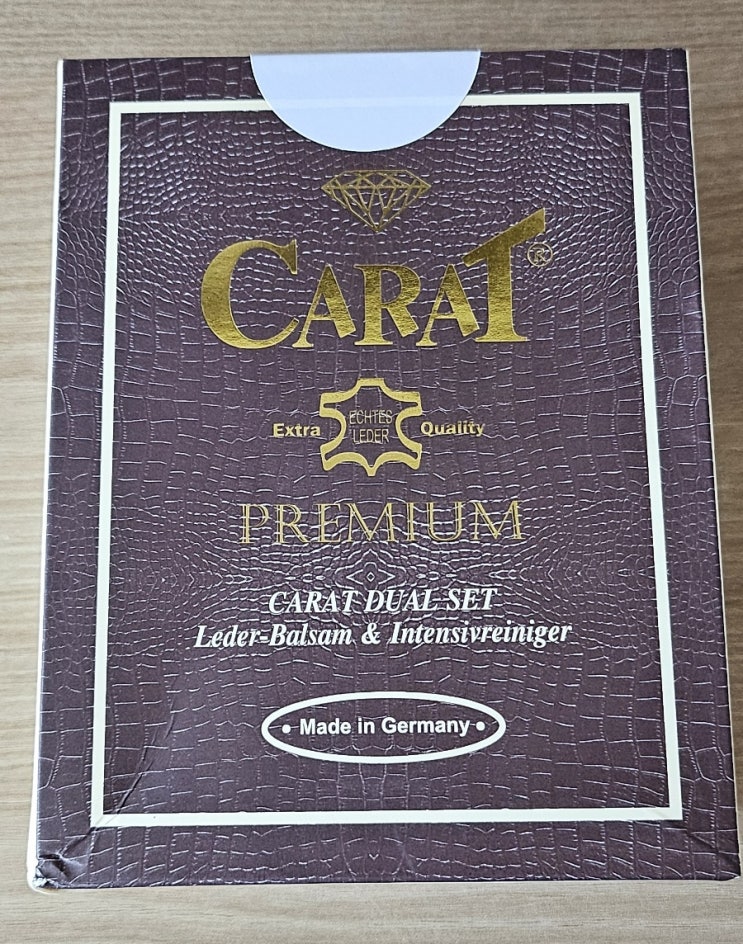 CARAT®
Extra ECHTES LEDER Quality
PREMIUM
CARAT DUAL SET
Leder-Balsam & Intensivreiniger
• Made in Germany •